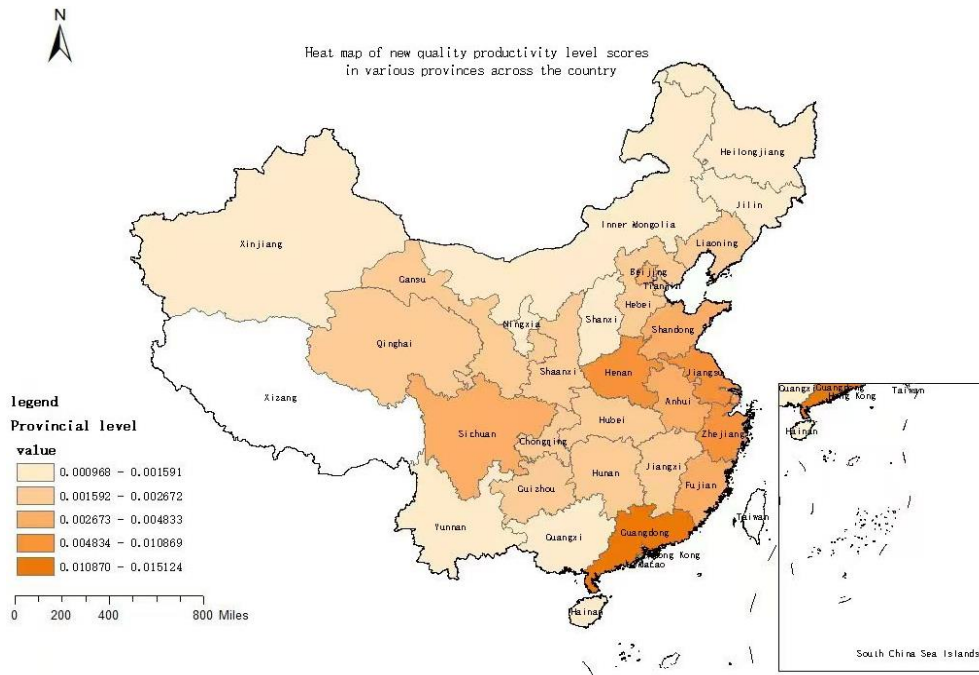 N
Heat map of new quality productivity level scores
in various provinces across the country
Heilongjiang
Jilin
Inner Mongolia
Liaoning
Xinjiang
Gansu
Beijing
Tianjin
Hebei
Ningxia
Shanxi
Shandong
Qinghai
Shaanxi
Henan
Jiangsu
Xizang
Anhui
Hubei
Sichuan
Chongqing
Zhejiang
Hunan
Jiangxi
Guizhou
Fujian
Yunnan
Guangxi
Guangdong
Taiwan
Hong Kong
Macao
Hainan
legend
Provincial level
value
0.000968 - 0.001591
0.001592 - 0.002672
0.002673 - 0.004833
0.004834 - 0.010869
0.010870 - 0.015124
0 200 400 800 Miles
Guangxi
Guangdong
Hong Kong
Taiwan
Hainan
South China Sea Islands